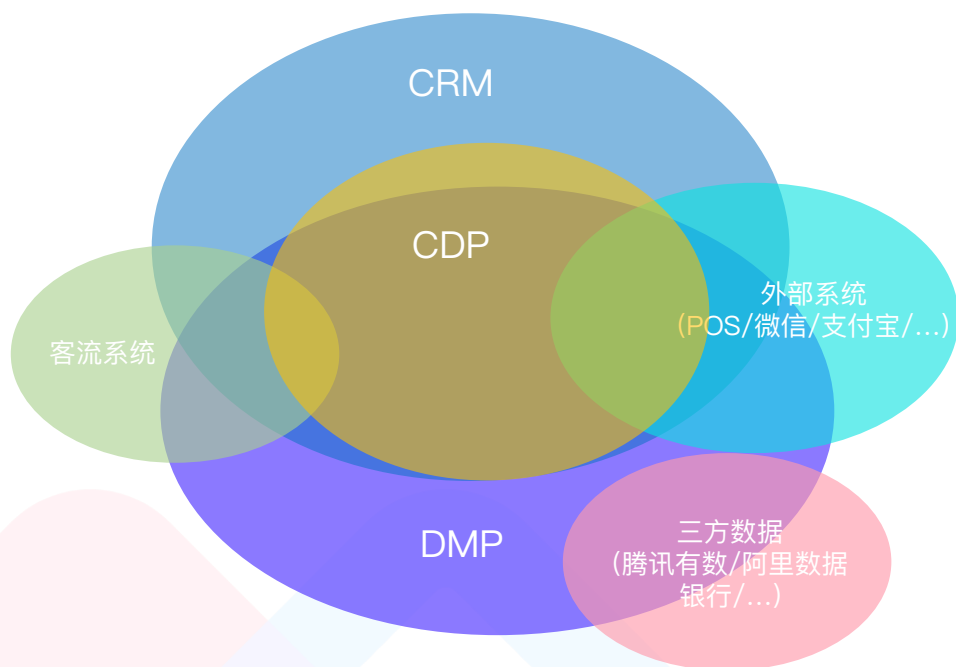 CRM
CDP
外部系统
(POS/微信/支付宝/...)
客流系统
DMP
三方数据
(腾讯有数/阿里数据
银行/...)